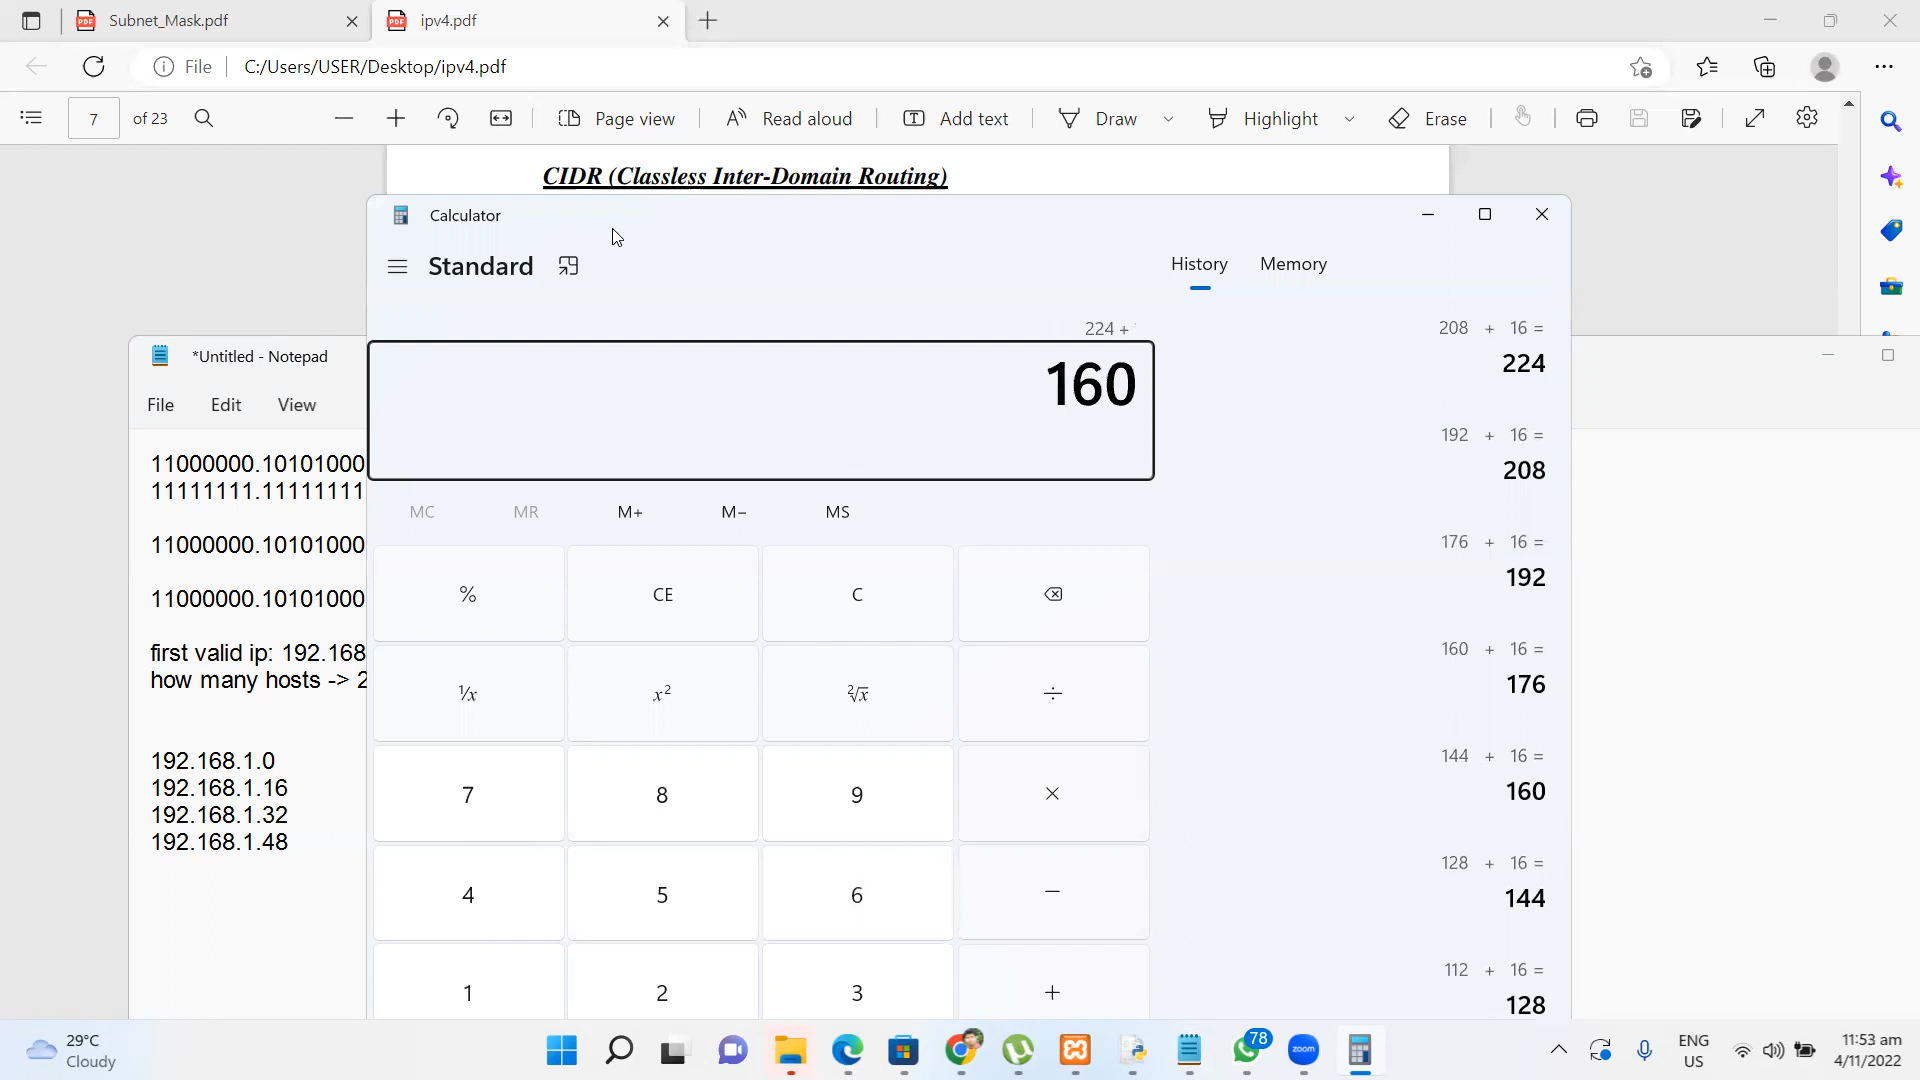 Subnet_Mask.pdf
ipv4.pdf
File
C:/Users/USER/Desktop/ipv4.pdf
7 of 23
Page view
Read aloud
Add text
Draw
Highlight
Erase
CIDR (Classless Inter-Domain Routing)
Calculator
Standard
History
Memory
224 +
160
208 + 16 =
224
192 + 16 =
208
176 + 16 =
192
160 + 16 =
176
144 + 16 =
160
128 + 16 =
144
112 + 16 =
128
MC MR M+ M− MS
% CE C
¹/x x² ²√x ÷
7 8 9 ×
4 5 6 −
1 2 3 +
*Untitled - Notepad
File Edit View
11000000.10101000
11111111.11111111
11000000.10101000
11000000.10101000
first valid ip: 192.168
how many hosts -> 2
192.168.1.0
192.168.1.16
192.168.1.32
192.168.1.48
29°C
Cloudy
78
zoom
ENG
US
11:53 am
4/11/2022